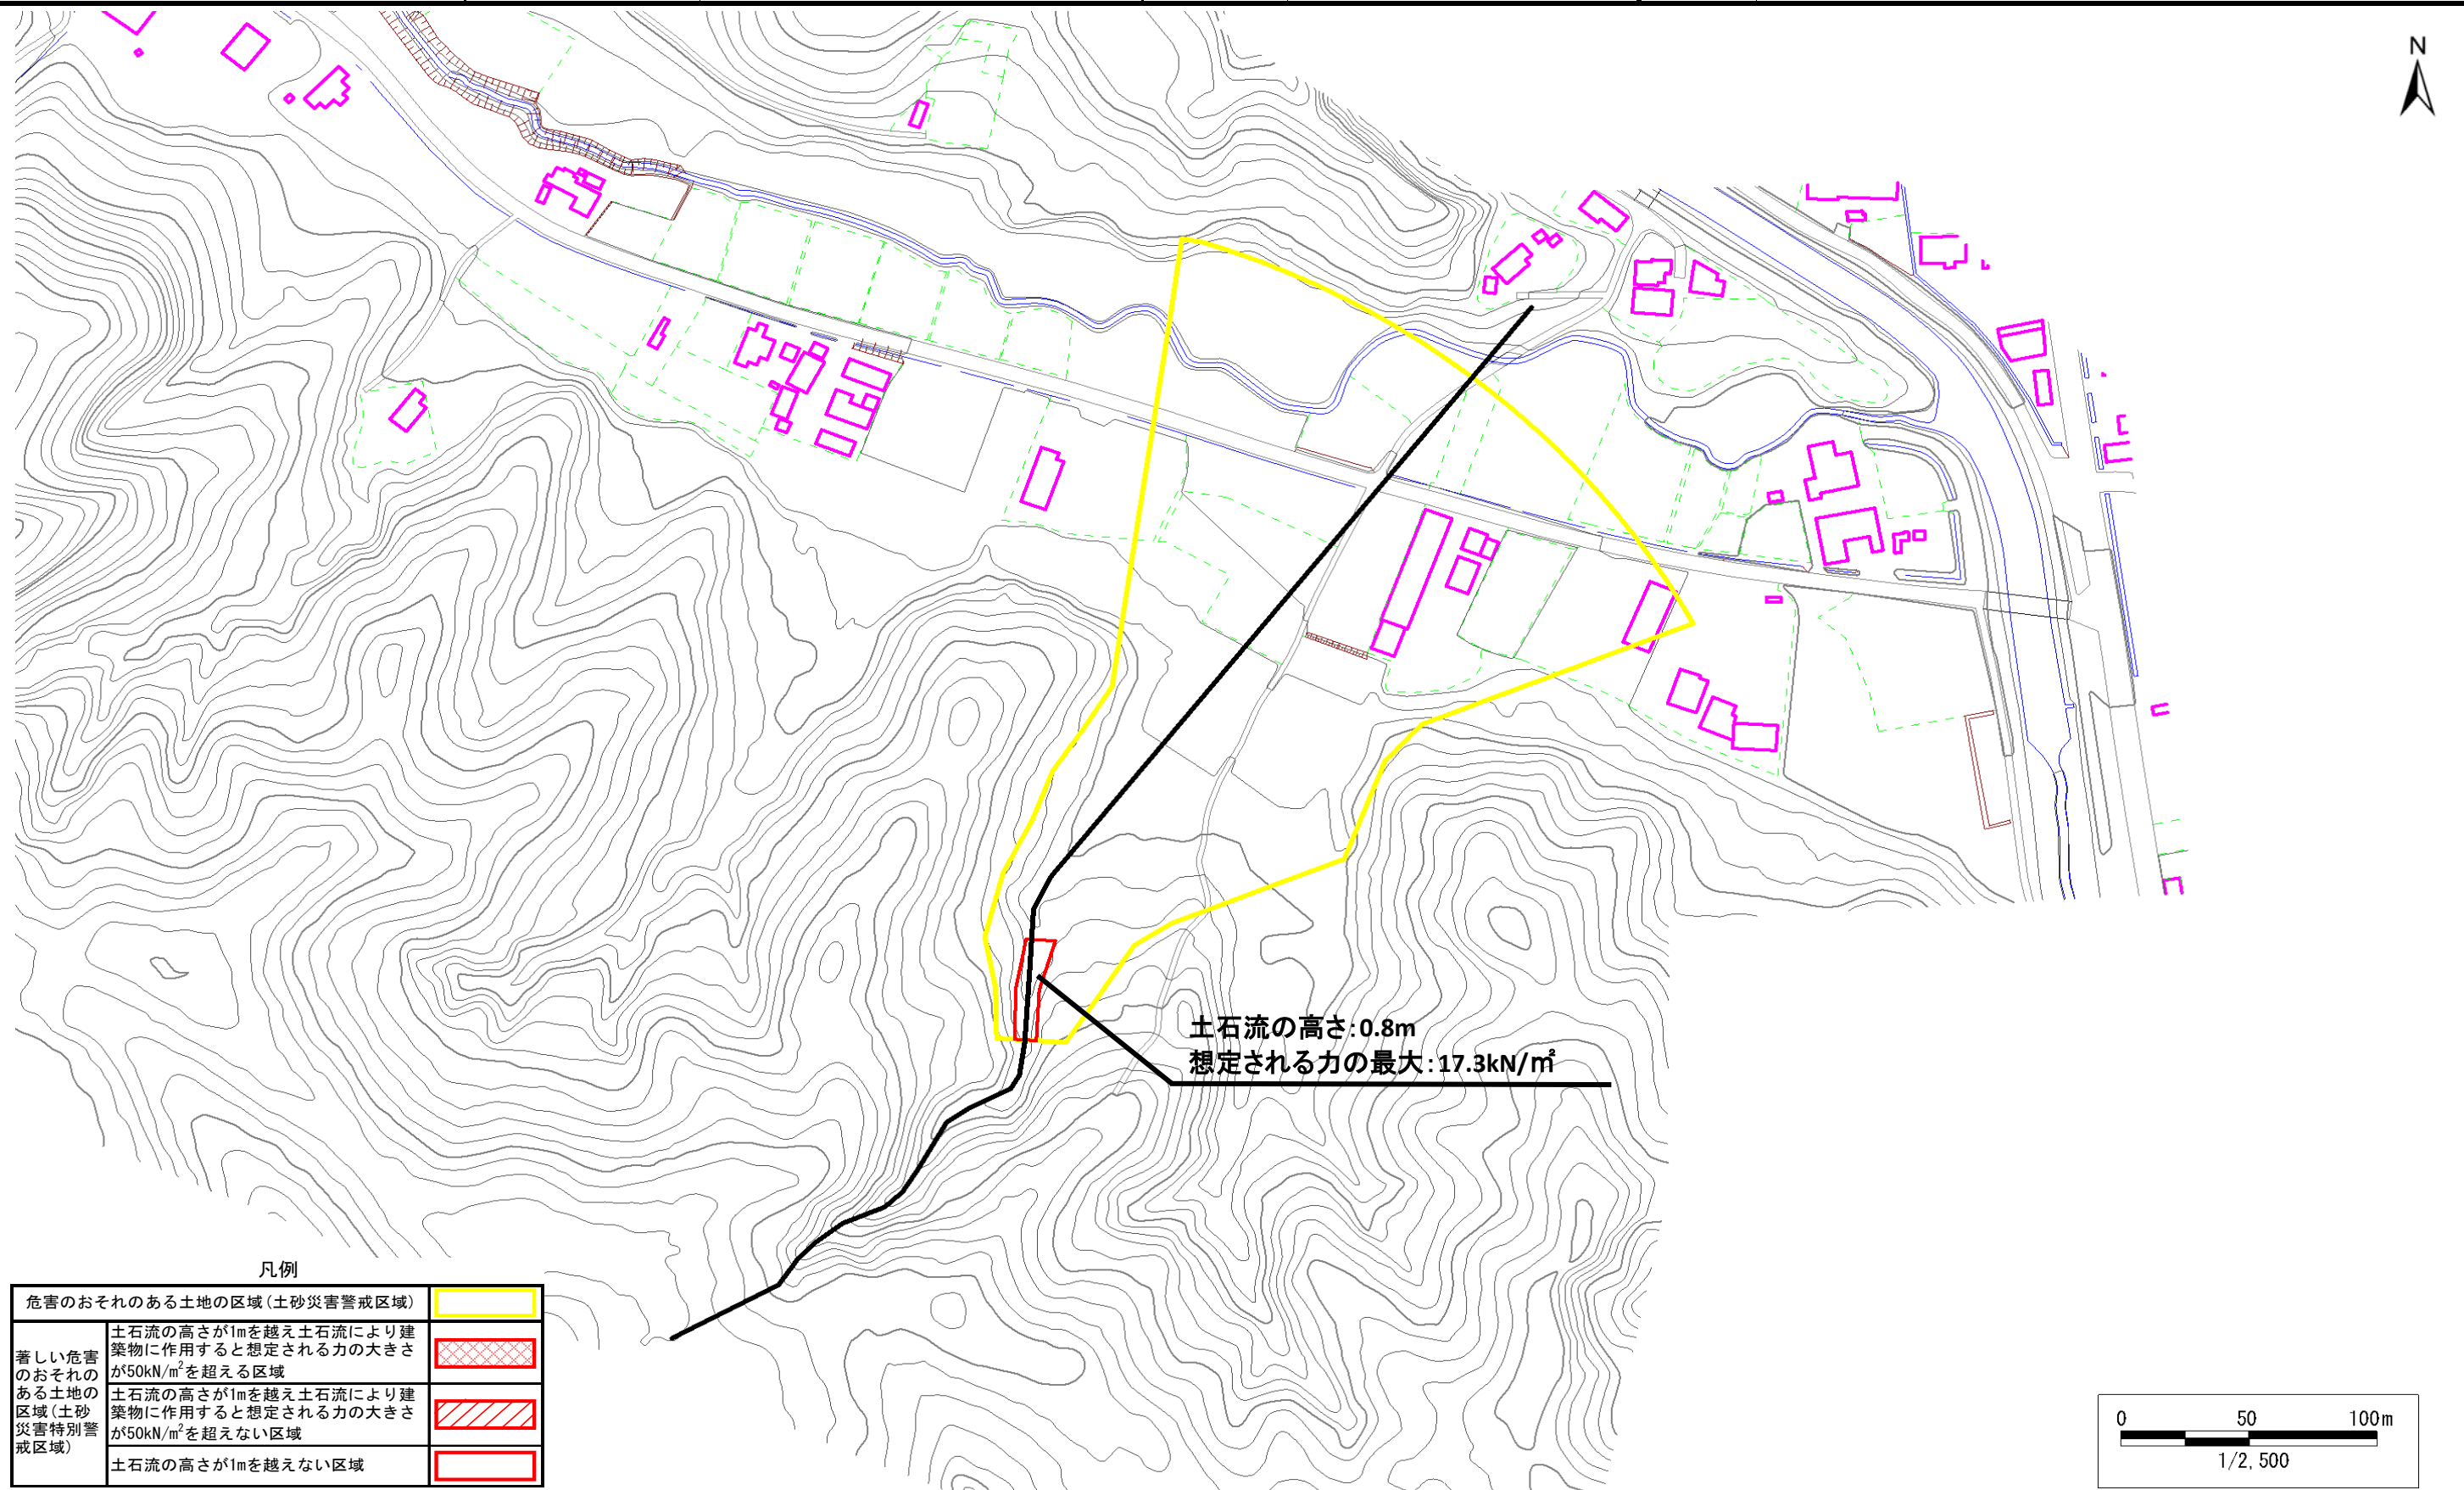 N
土石流の高さ:0.8m
想定される力の最大:17.3kN/㎡
凡例
危害のおそれのある土地の区域(土砂災害警戒区域)
著しい危害
のおそれの
ある土地の
区域(土砂
災害特別警
戒区域)
土石流の高さが1mを越え土石流により建
築物に作用すると想定される力の大きさ
が50kN/m²を超える区域
土石流の高さが1mを越え土石流により建
築物に作用すると想定される力の大きさ
が50kN/m²を超えない区域
土石流の高さが1mを越えない区域
0 50 100m
1/2,500